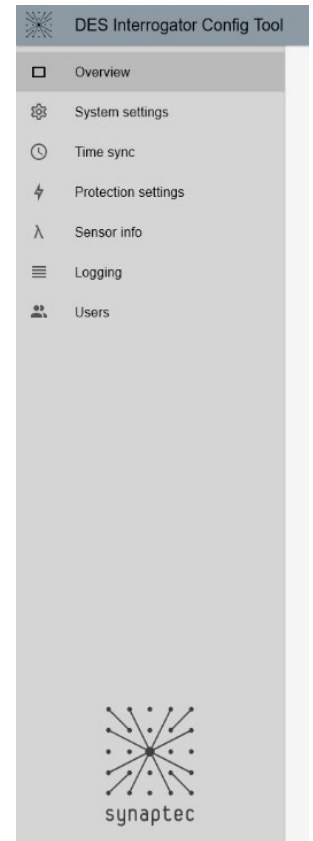 DES Interrogator Config Tool
Overview
System settings
Time sync
Protection settings
λ Sensor info
Logging
Users
synaptec